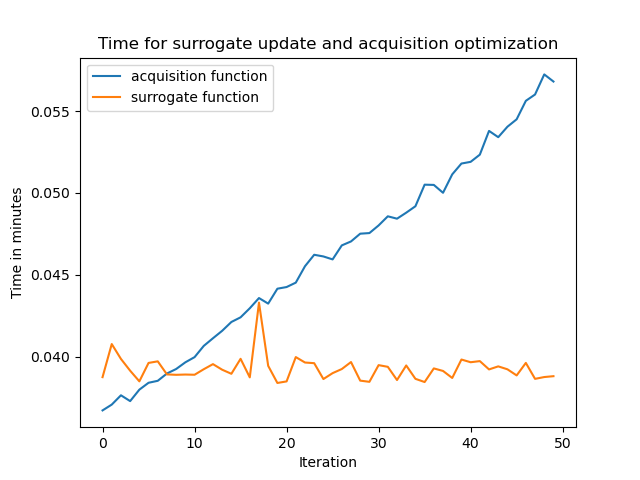 Time for surrogate update and acquisition optimization
acquisition function
surrogate function
0.055
0.050
0.045
0.040
Time in minutes
0 10 20 30 40 50
Iteration